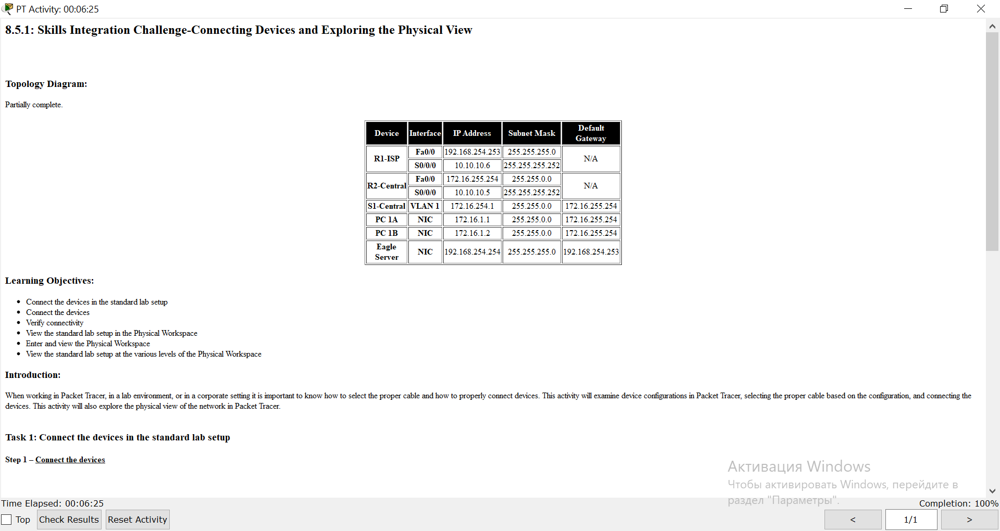 PT Activity: 00:06:25
8.5.1: Skills Integration Challenge-Connecting Devices and Exploring the Physical View
Topology Diagram:
Partially complete.
Device Interface IP Address Subnet Mask Default Gateway
R1-ISP Fa0/0 192.168.254.253 255.255.255.0 N/A
S0/0/0 10.10.10.6 255.255.255.252
R2-Central Fa0/0 172.16.255.254 255.255.0.0 N/A
S0/0/0 10.10.10.5 255.255.255.252
S1-Central VLAN 1 172.16.254.1 255.255.0.0 172.16.255.254
PC 1A NIC 172.16.1.1 255.255.0.0 172.16.255.254
PC 1B NIC 172.16.1.2 255.255.0.0 172.16.255.254
Eagle Server NIC 192.168.254.254 255.255.255.0 192.168.254.253
Learning Objectives:
• Connect the devices in the standard lab setup
• Connect the devices
• Verify connectivity
• View the standard lab setup in the Physical Workspace
• Enter and view the Physical Workspace
• View the standard lab setup at the various levels of the Physical Workspace
Introduction:
When working in Packet Tracer, in a lab environment, or in a corporate setting it is important to know how to select the proper cable and how to properly connect devices. This activity will examine device configurations in Packet Tracer, selecting the proper cable based on the configuration, and connecting the
devices. This activity will also explore the physical view of the network in Packet Tracer.
Task 1: Connect the devices in the standard lab setup
Step 1 – Connect the devices
Активация Windows
Чтобы активировать Windows, перейдите в
раздел "Параметры".
Time Elapsed: 00:06:25
Completion: 100%
Top Check Results Reset Activity < 1/1 >